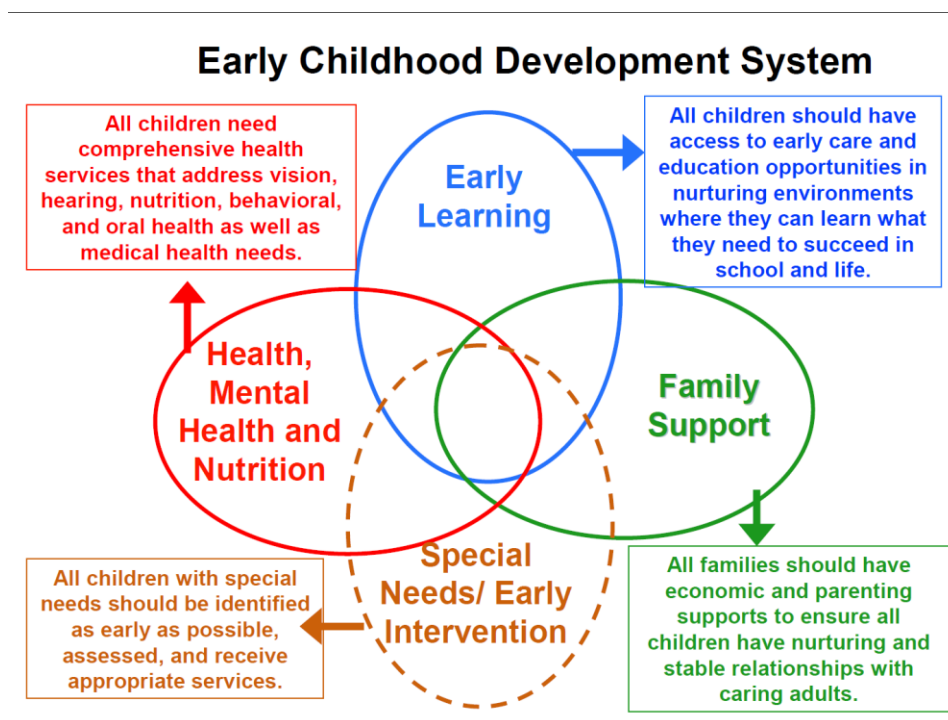 Early Childhood Development System
All children need
comprehensive health
services that address vision,
hearing, nutrition, behavioral,
and oral health as well as
medical health needs.
Early
Learning
All children should have
access to early care and
education opportunities in
nurturing environments
where they can learn what
they need to succeed in
school and life.
Health,
Mental
Health and
Nutrition
Family
Support
Special
Needs/ Early
Intervention
All children with special
needs should be identified
as early as possible,
assessed, and receive
appropriate services.
All families should have
economic and parenting
supports to ensure all
children have nurturing and
stable relationships with
caring adults.